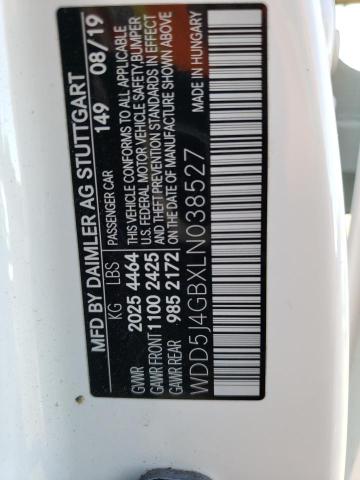 MFD BY DAIMLER AG STUTTGART
149 08/19
PASSENGER CAR
KG LBS
GVWR 2025 4464
GAWR FRONT 1100 2425
GAWR REAR 985 2172
THIS VEHICLE CONFORMS TO ALL APPLICABLE
U.S. FEDERAL MOTOR VEHICLE SAFETY,BUMPER
AND THEFT PREVENTION STANDARDS IN EFFECT
ON THE DATE OF MANUFACTURE SHOWN ABOVE
WDD5J4GBXLN038527
MADE IN HUNGARY